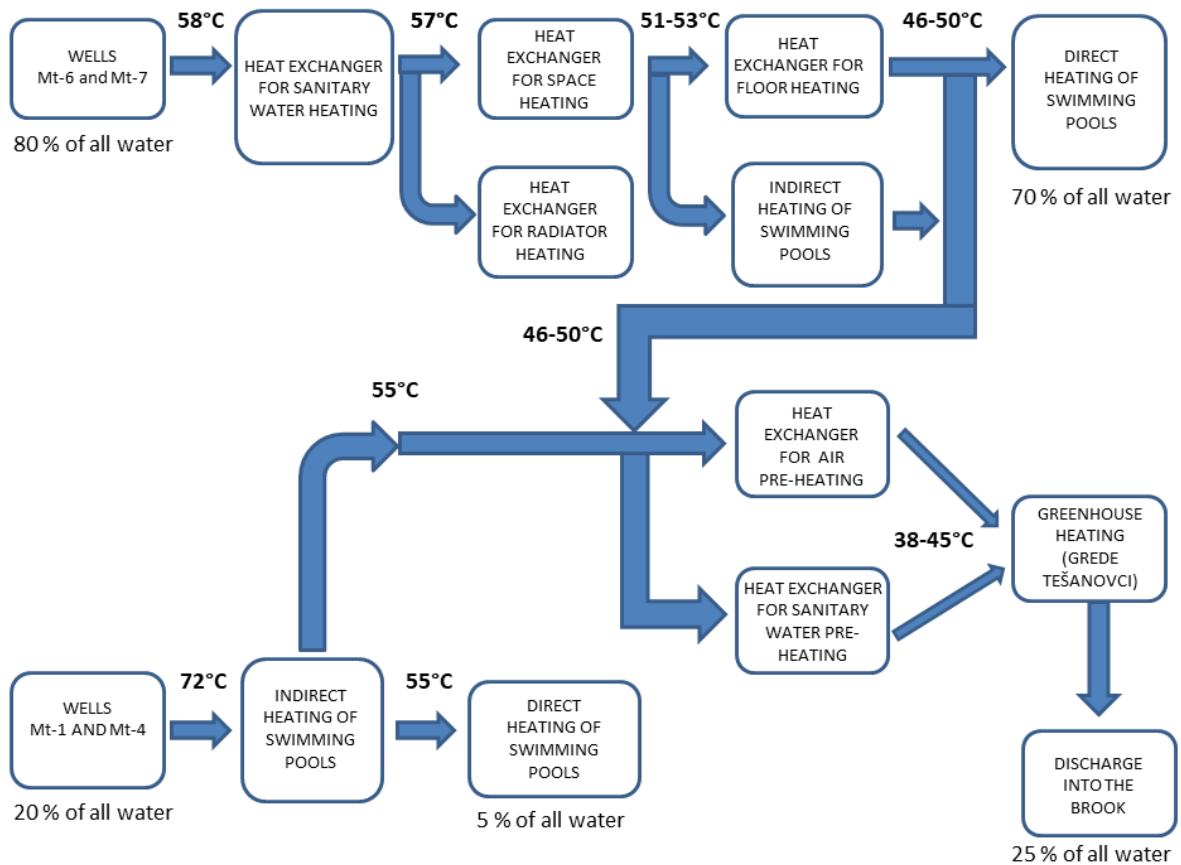 58°C
57°C
51-53°C
46-50°C
WELLS
Mt-6 and Mt-7
80 % of all water
HEAT EXCHANGER
FOR SANITARY
WATER HEATING
HEAT
EXCHANGER
FOR SPACE
HEATING
HEAT
EXCHANGER FOR
FLOOR HEATING
DIRECT
HEATING OF
SWIMMING
POOLS
70 % of all water
HEAT
EXCHANGER
FOR RADIATOR
HEATING
INDIRECT
HEATING OF
SWIMMING
POOLS
46-50°C
55°C
HEAT
EXCHANGER
FOR AIR
PRE-HEATING
38-45°C
GREENHOUSE
HEATING
(GREDE
TEŠANOVCI)
HEAT EXCHANGER
FOR SANITARY
WATER PRE-
HEATING
WELLS
Mt-1 AND Mt-4
20 % of all water
72°C
INDIRECT
HEATING OF
SWIMMING
POOLS
55°C
DIRECT
HEATING OF
SWIMMING
POOLS
5 % of all water
DISCHARGE
INTO THE
BROOK
25 % of all water